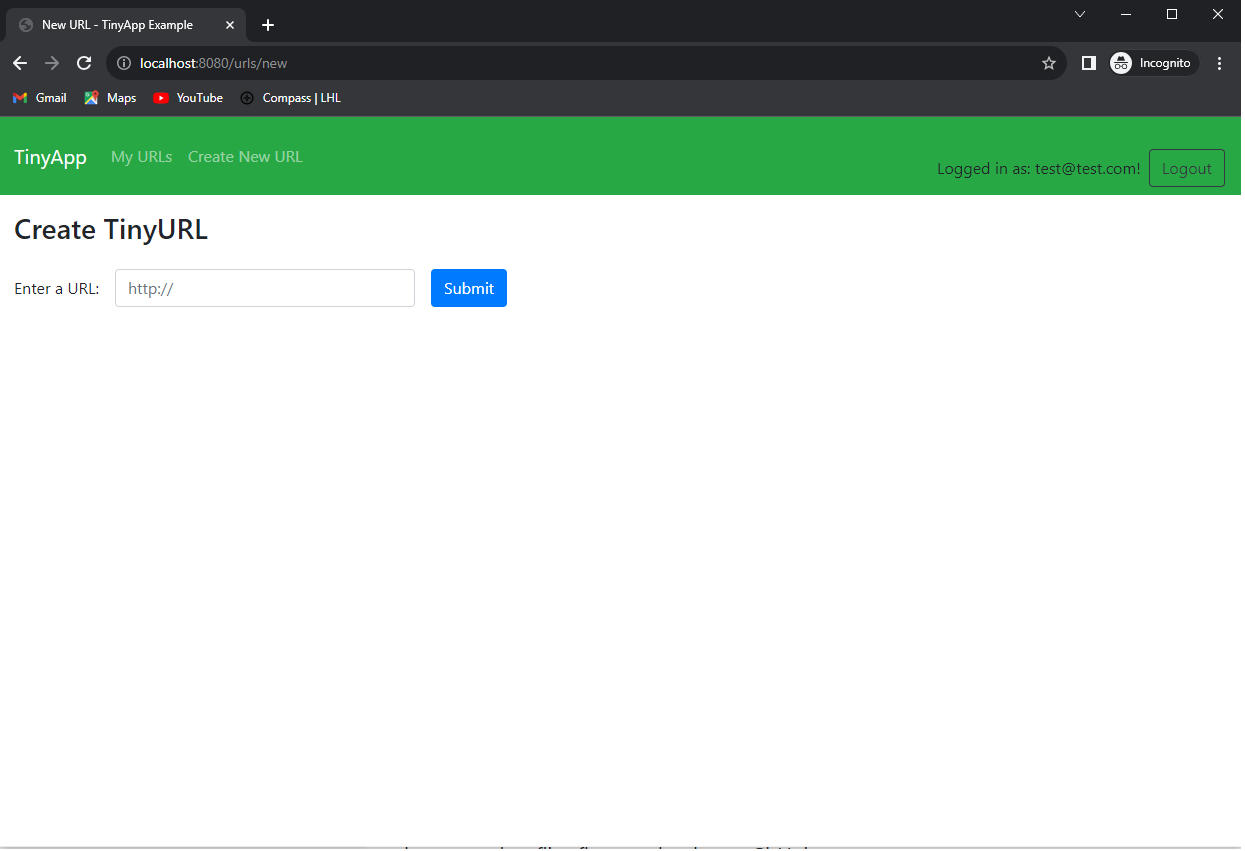 New URL - TinyApp Example
localhost:8080/urls/new
Incognito
Gmail Maps YouTube Compass | LHL
TinyApp My URLs Create New URL
Logged in as: test@test.com! Logout
Create TinyURL
Enter a URL: http:// Submit